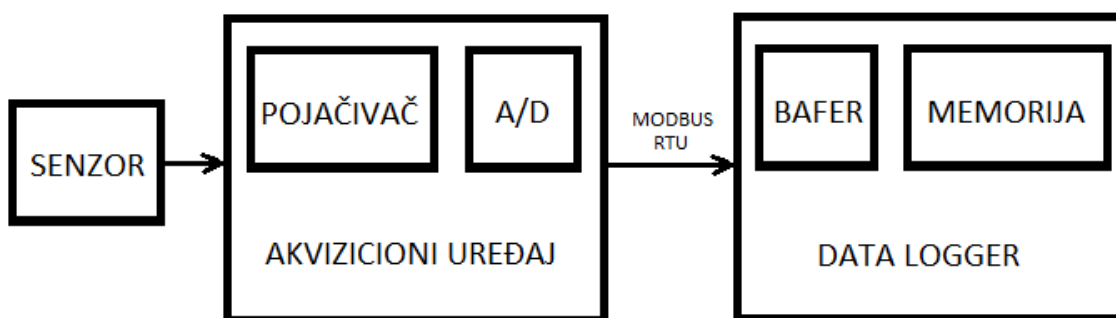 SENZOR
POJAČIVAČ
A/D
AKVIZICIONI UREĐAJ
MODBUS
RTU
BAFER
MEMORIJA
DATA LOGGER